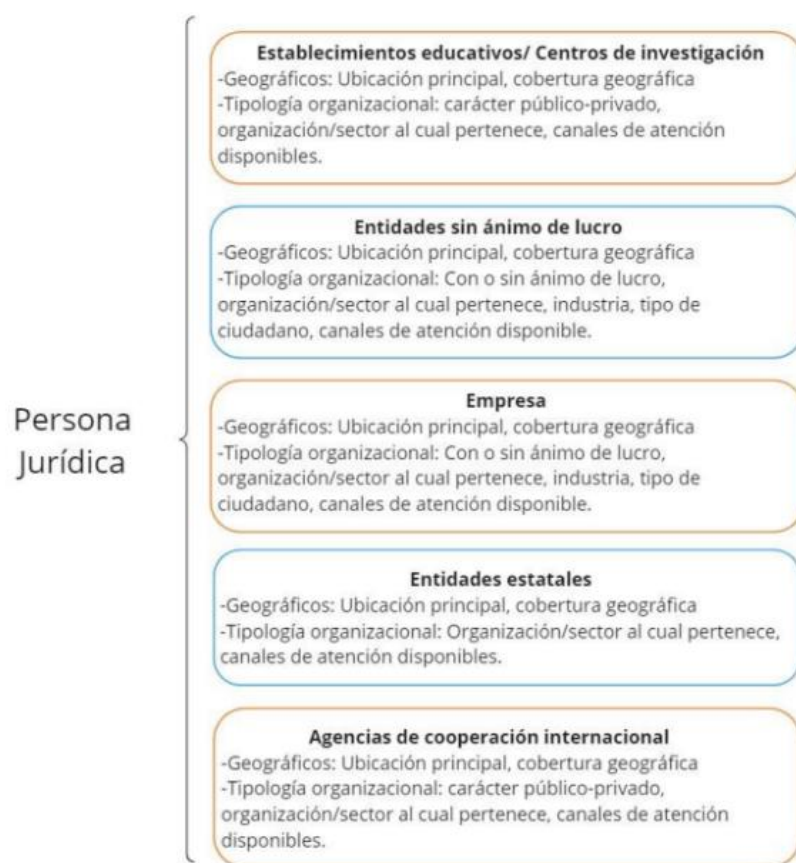 Persona
Jurídica
Establecimientos educativos/ Centros de investigación
-Geográficos: Ubicación principal, cobertura geográfica
-Tipología organizacional: carácter público-privado,
organización/sector al cual pertenece, canales de atención
disponibles.
Entidades sin ánimo de lucro
-Geográficos: Ubicación principal, cobertura geográfica
-Tipología organizacional: Con o sin ánimo de lucro,
organización/sector al cual pertenece, industria, tipo de
ciudadano, canales de atención disponible.
Empresa
-Geográficos: Ubicación principal, cobertura geográfica
-Tipología organizacional: Con o sin ánimo de lucro,
organización/sector al cual pertenece, industria, tipo de
ciudadano, canales de atención disponible.
Entidades estatales
-Geográficos: Ubicación principal, cobertura geográfica
-Tipología organizacional: Organización/sector al cual pertenece,
canales de atención disponibles.
Agencias de cooperación internacional
-Geográficos: Ubicación principal, cobertura geográfica
-Tipología organizacional: carácter público-privado,
organización/sector al cual pertenece, canales de atención
disponibles.